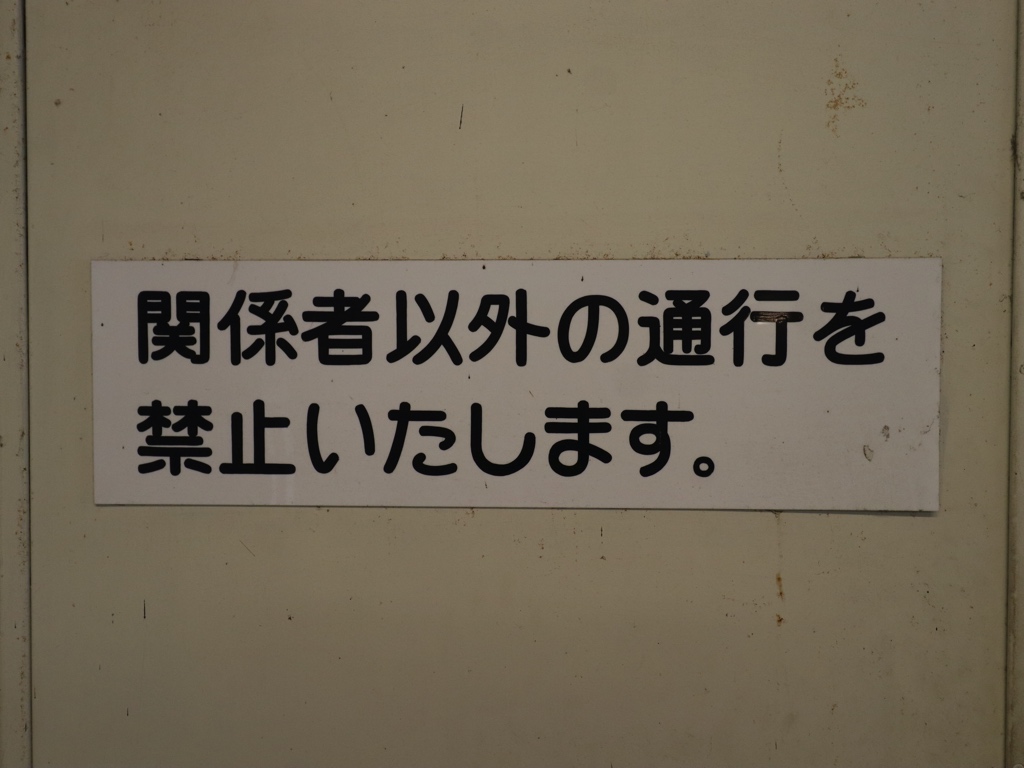 関係者以外の通行を
禁止いたします。